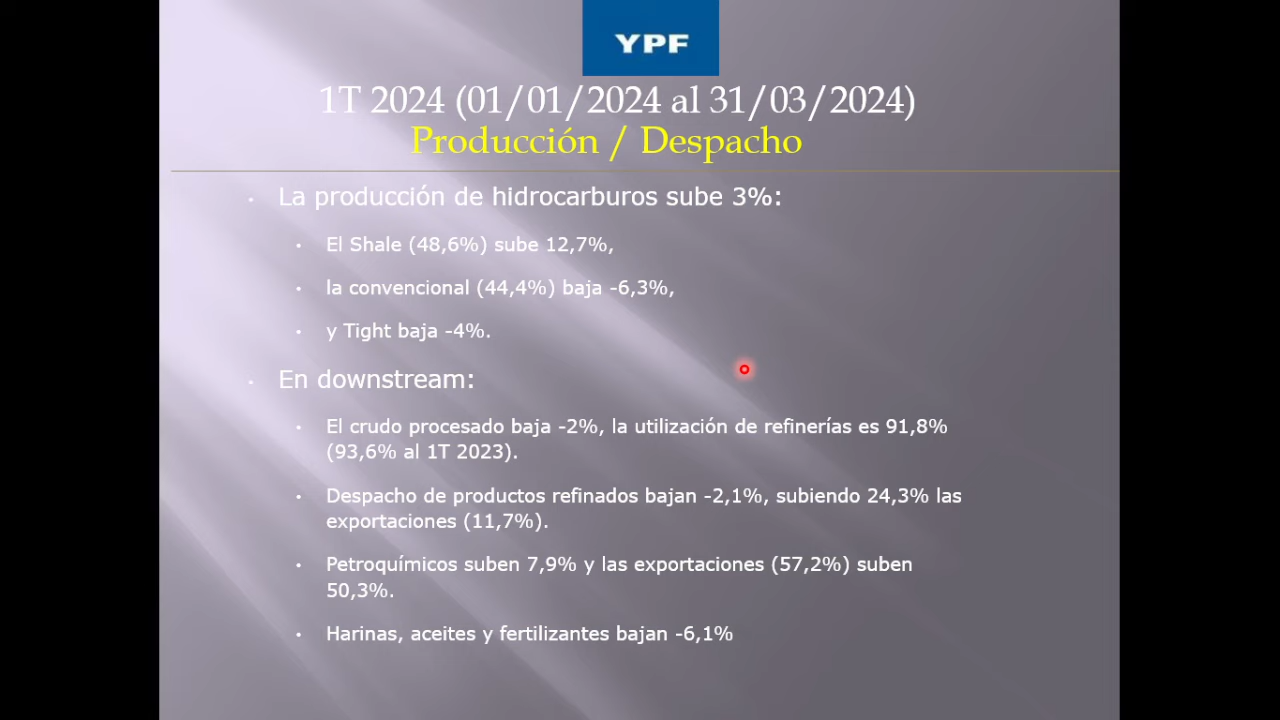 YPF
1T 2024 (01/01/2024 al 31/03/2024)
Producción / Despacho
• La producción de hidrocarburos sube 3%:
• El Shale (48,6%) sube 12,7%,
• la convencional (44,4%) baja -6,3%,
• y Tight baja -4%.
• En downstream:
• El crudo procesado baja -2%, la utilización de refinerías es 91,8%
(93,6% al 1T 2023).
• Despacho de productos refinados bajan -2,1%, subiendo 24,3% las
exportaciones (11,7%).
• Petroquímicos suben 7,9% y las exportaciones (57,2%) suben
50,3%.
• Harinas, aceites y fertilizantes bajan -6,1%